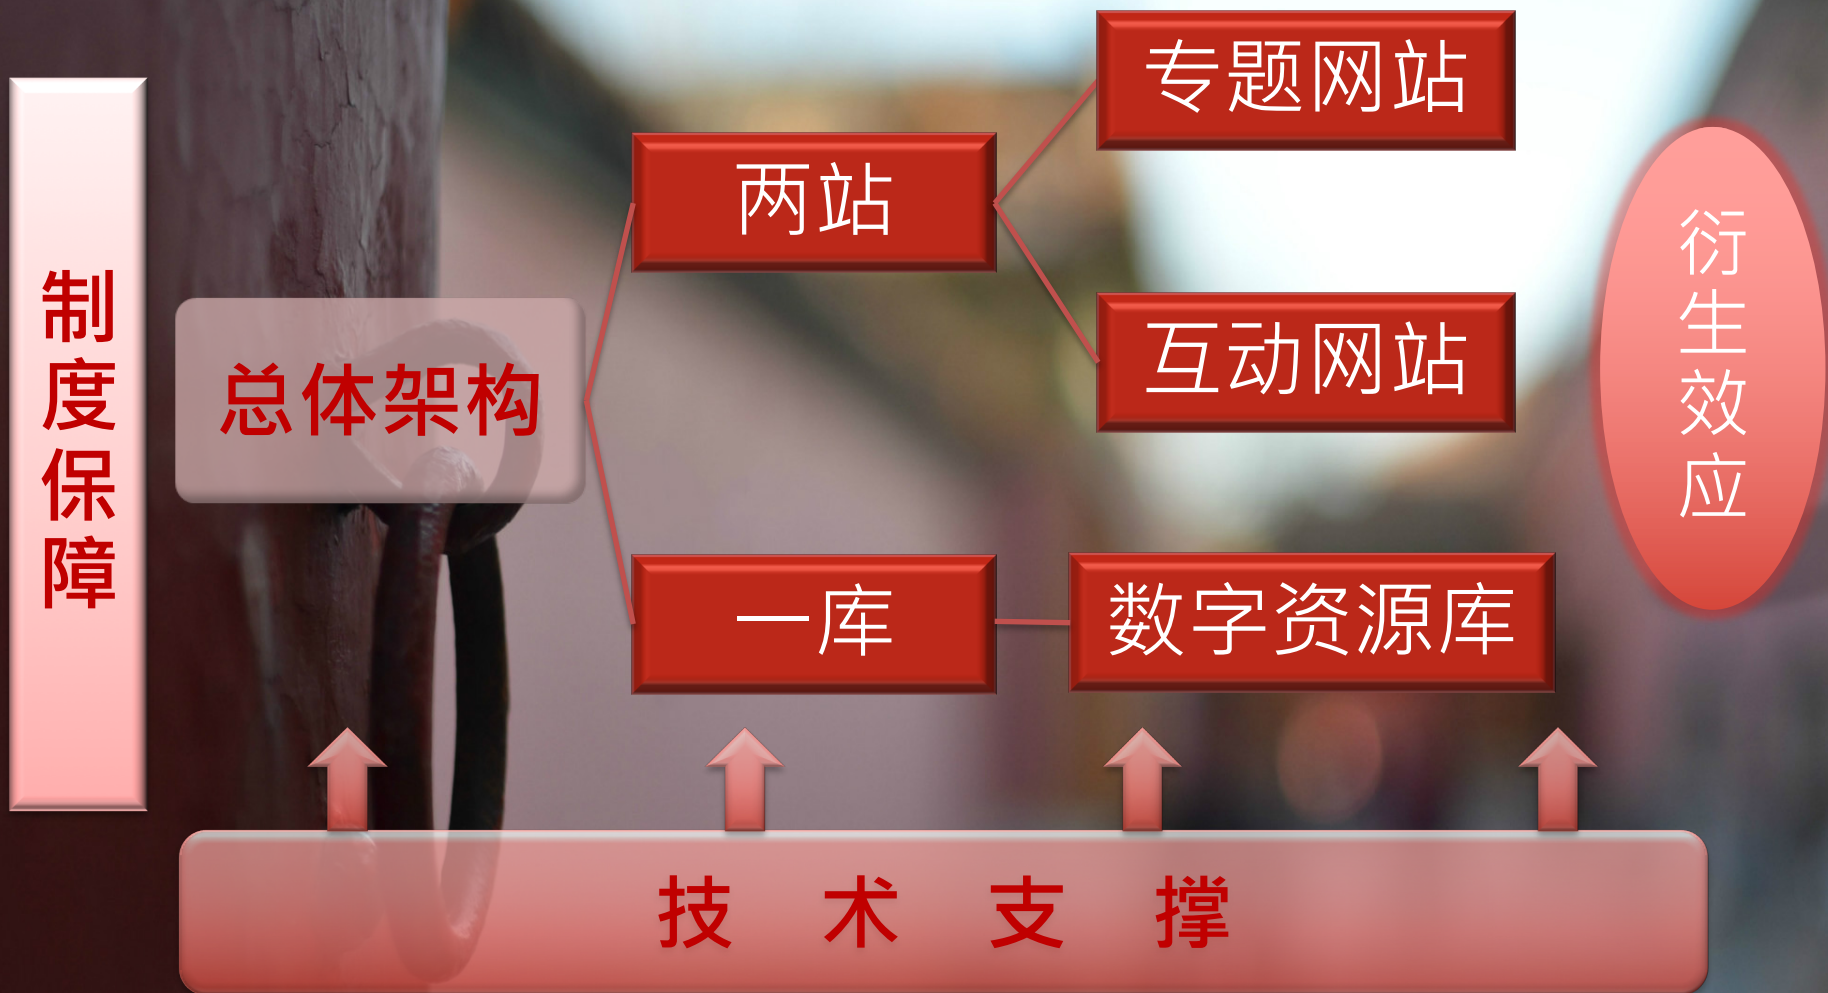 制度保障
总体架构
两站
一库
专题网站
互动网站
数字资源库
衍生效应
技 术 支 撑